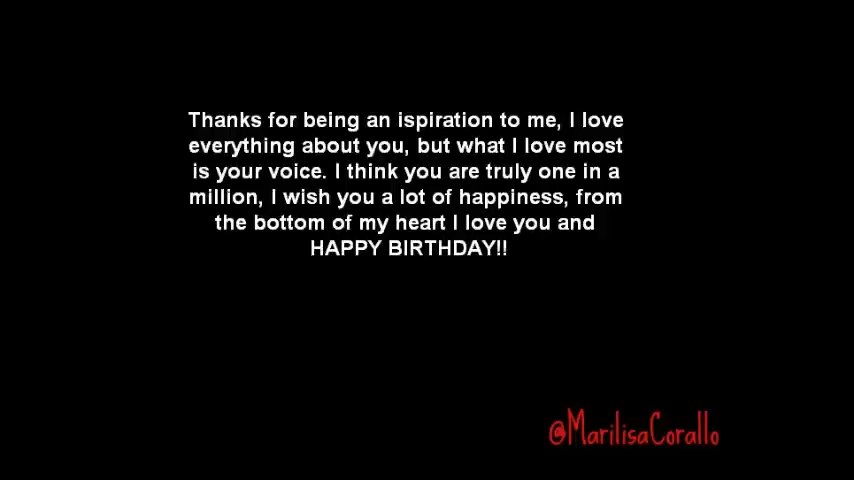 Thanks for being an ispiration to me, I love
everything about you, but what I love most
is your voice. I think you are truly one in a
million, I wish you a lot of happiness, from
the bottom of my heart I love you and
HAPPY BIRTHDAY!!
@MarilisaCorallo